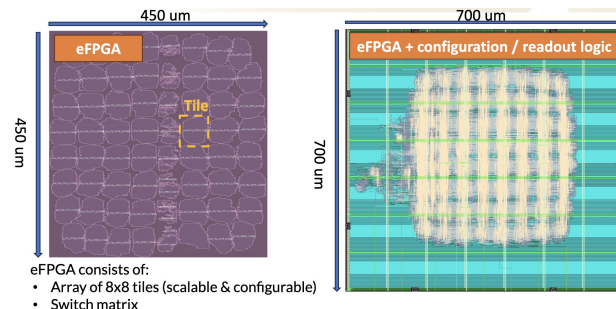 450 um
700 um
eFPGA
eFPGA + configuration / readout logic
Tile
450 um
700 um
eFPGA consists of:
• Array of 8x8 tiles (scalable & configurable)
• Switch matrix